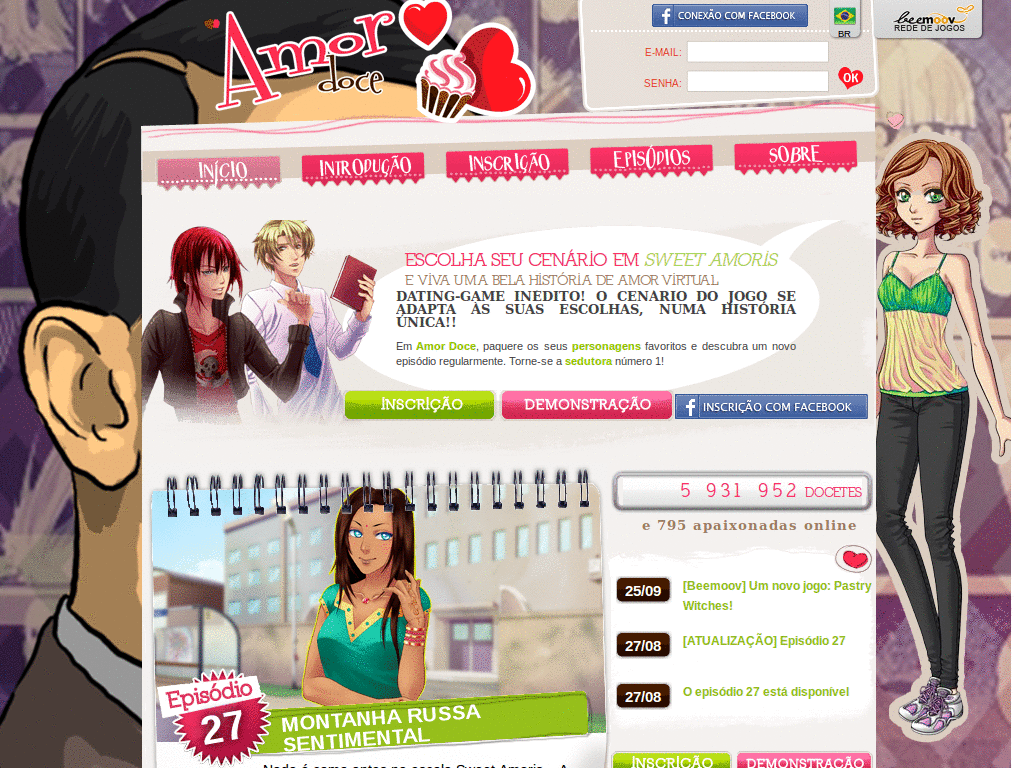 Amor doce
CONEXÃO COM FACEBOOK
BR
beemoov
REDE DE JOGOS
E-MAIL:
SENHA:
OK
INÍCIO
INTRODUÇÃO
INSCRIÇÃO
EPISÓDIOS
SOBRE
ESCOLHA SEU CENÁRIO EM SWEET AMORIS
E VIVA UMA BELA HISTÓRIA DE AMOR VIRTUAL
DATING-GAME INEDITO! O CENARIO DO JOGO SE
ADAPTA ÀS SUAS ESCOLHAS, NUMA HISTÓRIA
ÚNICA!!
Em Amor Doce, paquere os seus personagens favoritos e descubra um novo
episódio regularmente. Torne-se a sedutora número 1!
INSCRIÇÃO
DEMONSTRAÇÃO
INSCRIÇÃO COM FACEBOOK
5 931 952 DOCETES
e 795 apaixonadas online
25/09 [Beemoov] Um novo jogo: Pastry
Witches!
27/08 [ATUALIZAÇÃO] Episódio 27
27/08 O episódio 27 está disponível
Episódio
27
MONTANHA RUSSA
SENTIMENTAL
Nada é como antes na escola Sweet Amoris... A
INSCRIÇÃO
DEMONSTRAÇÃO